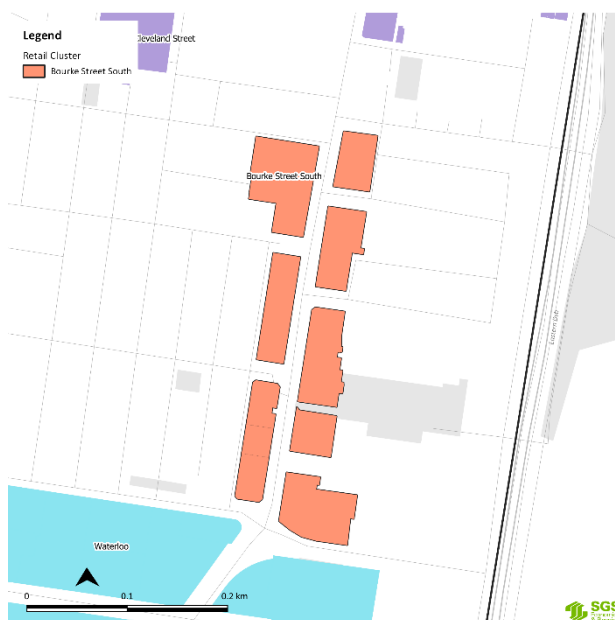 Legend
Cleveland Street
Retail Cluster
Bourke Street South
Bourke Street South
Waterloo
0
0.1
0.2 km
SGS